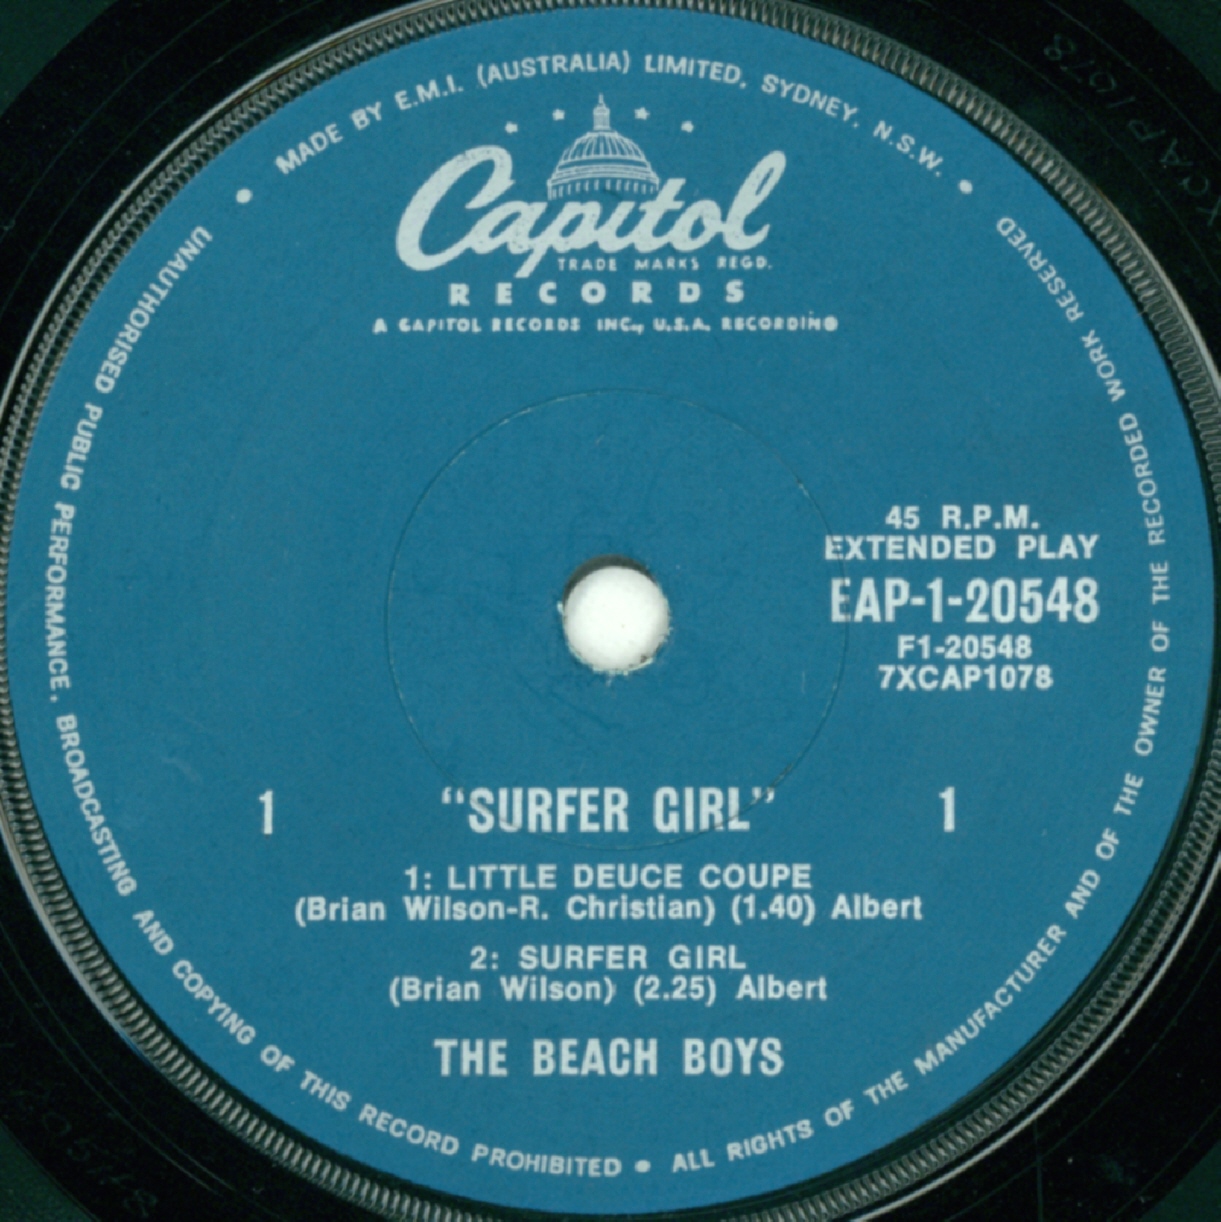 MADE BY E.M.I. (AUSTRALIA) LIMITED, SYDNEY, N.S.W.
Capitol
TRADE MARKS REGD.
RECORDS
A CAPITOL RECORDS INC., U.S.A. RECORDING
45 R.P.M.
EXTENDED PLAY
EAP-1-20548
F1-20548
7XCAP1078
1 "SURFER GIRL" 1
1: LITTLE DEUCE COUPE
(Brian Wilson-R. Christian) (1.40) Albert
2: SURFER GIRL
(Brian Wilson) (2.25) Albert
THE BEACH BOYS
UNAUTHORISED PUBLIC PERFORMANCE, BROADCASTING AND COPYING OF THIS RECORD PROHIBITED • ALL RIGHTS OF THE MANUFACTURER AND OF THE OWNER OF THE RECORDED WORK RESERVED